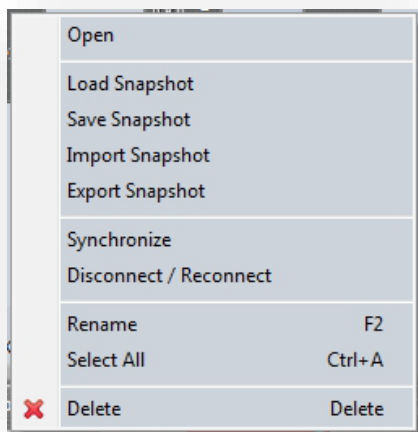 Open
Load Snapshot
Save Snapshot
Import Snapshot
Export Snapshot
Synchronize
Disconnect / Reconnect
Rename F2
Select All Ctrl+A
Delete Delete